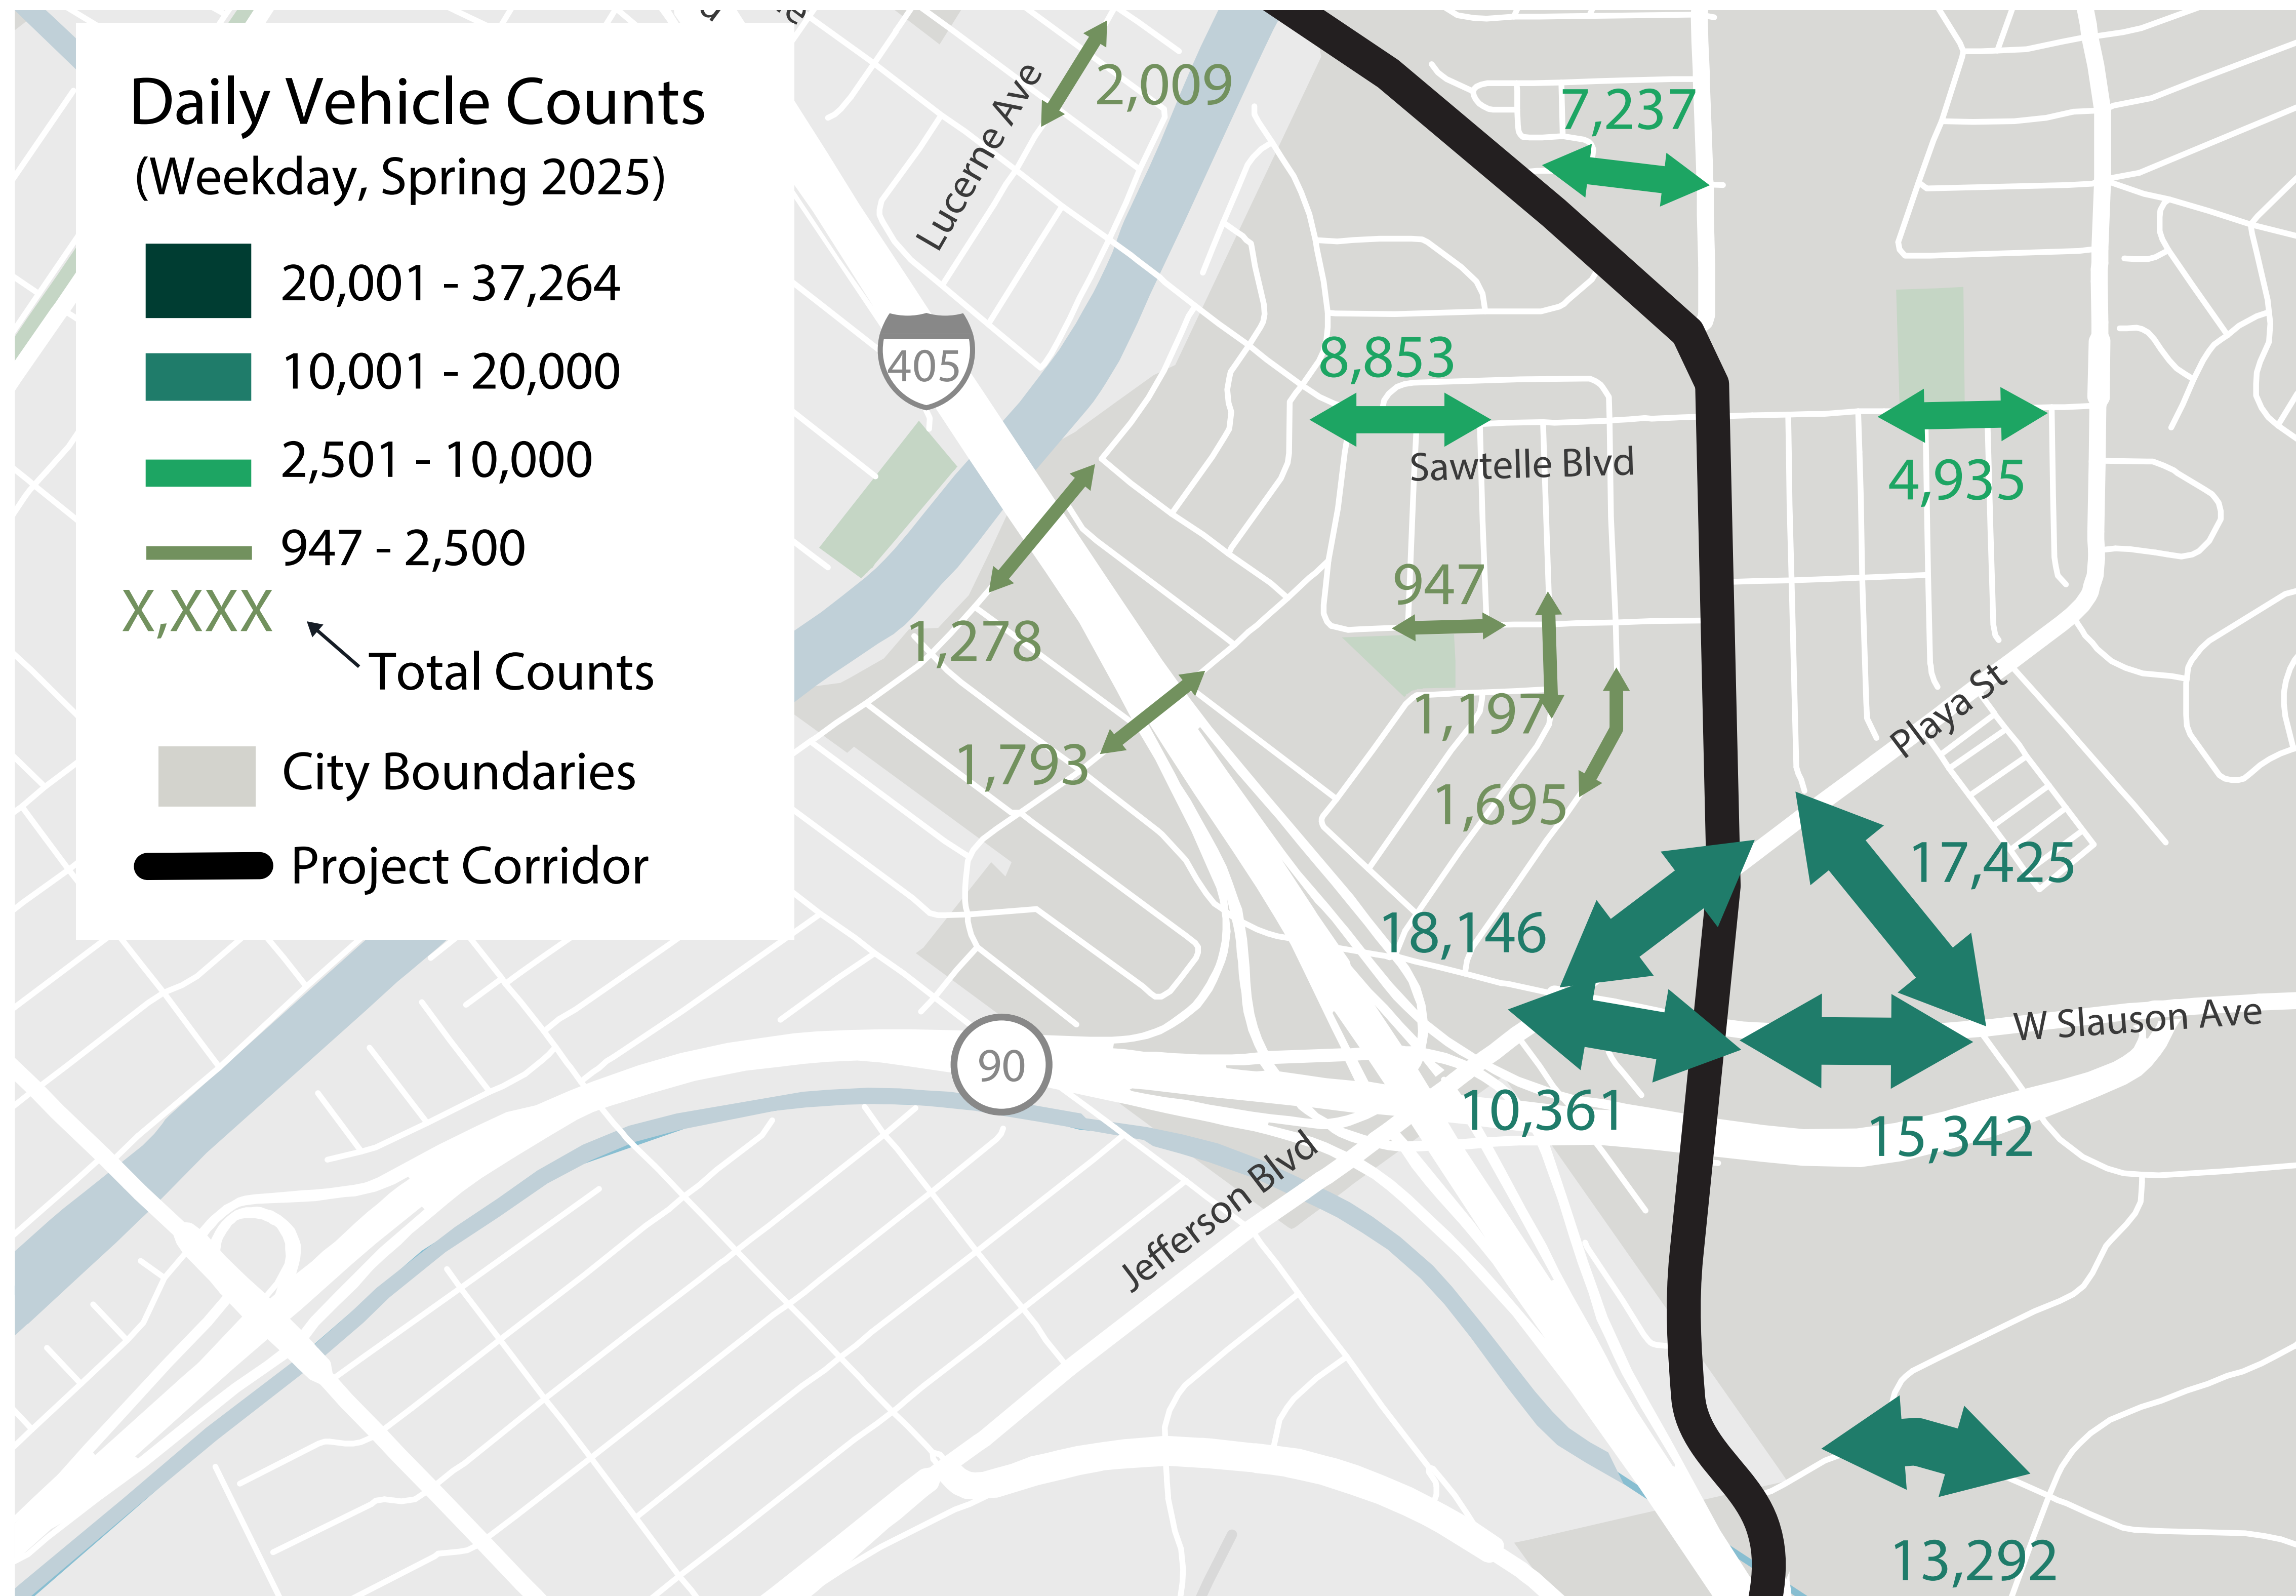 Daily Vehicle Counts
(Weekday, Spring 2025)
20,001 - 37,264
10,001 - 20,000
2,501 - 10,000
947 - 2,500
X,XXX
Total Counts
City Boundaries
Project Corridor
2,009
Lucerne Ave
7,237
405
8,853
Sawtelle Blvd
4,935
947
1,278
1,197
1,793
1,695
Playa St
17,425
18,146
W Slauson Ave
90
10,361
15,342
Jefferson Blvd
13,292